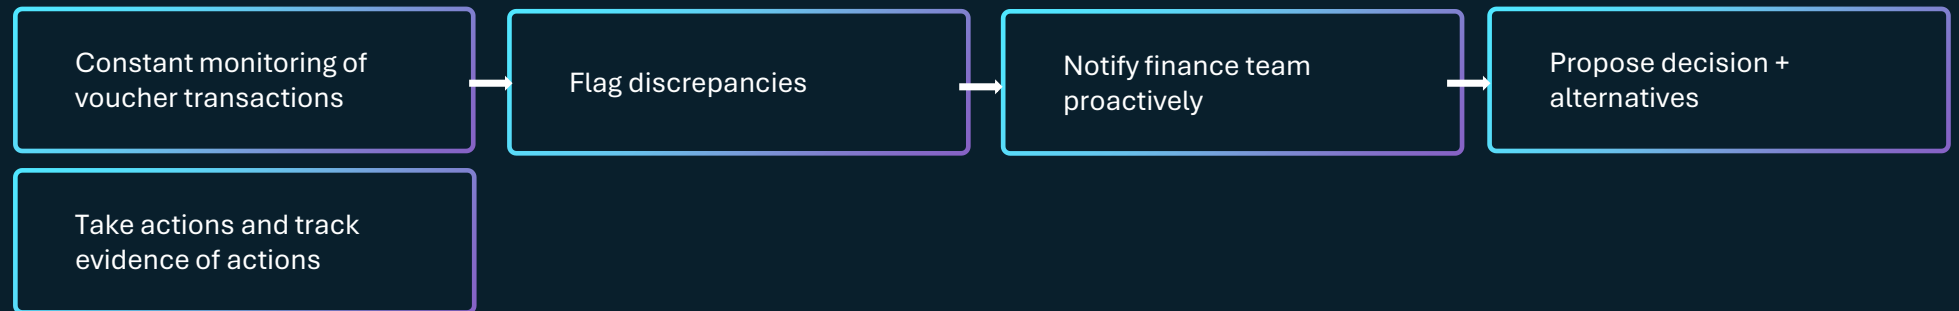 Constant monitoring of
voucher transactions
Flag discrepancies
Notify finance team
proactively
Propose decision +
alternatives
Take actions and track
evidence of actions